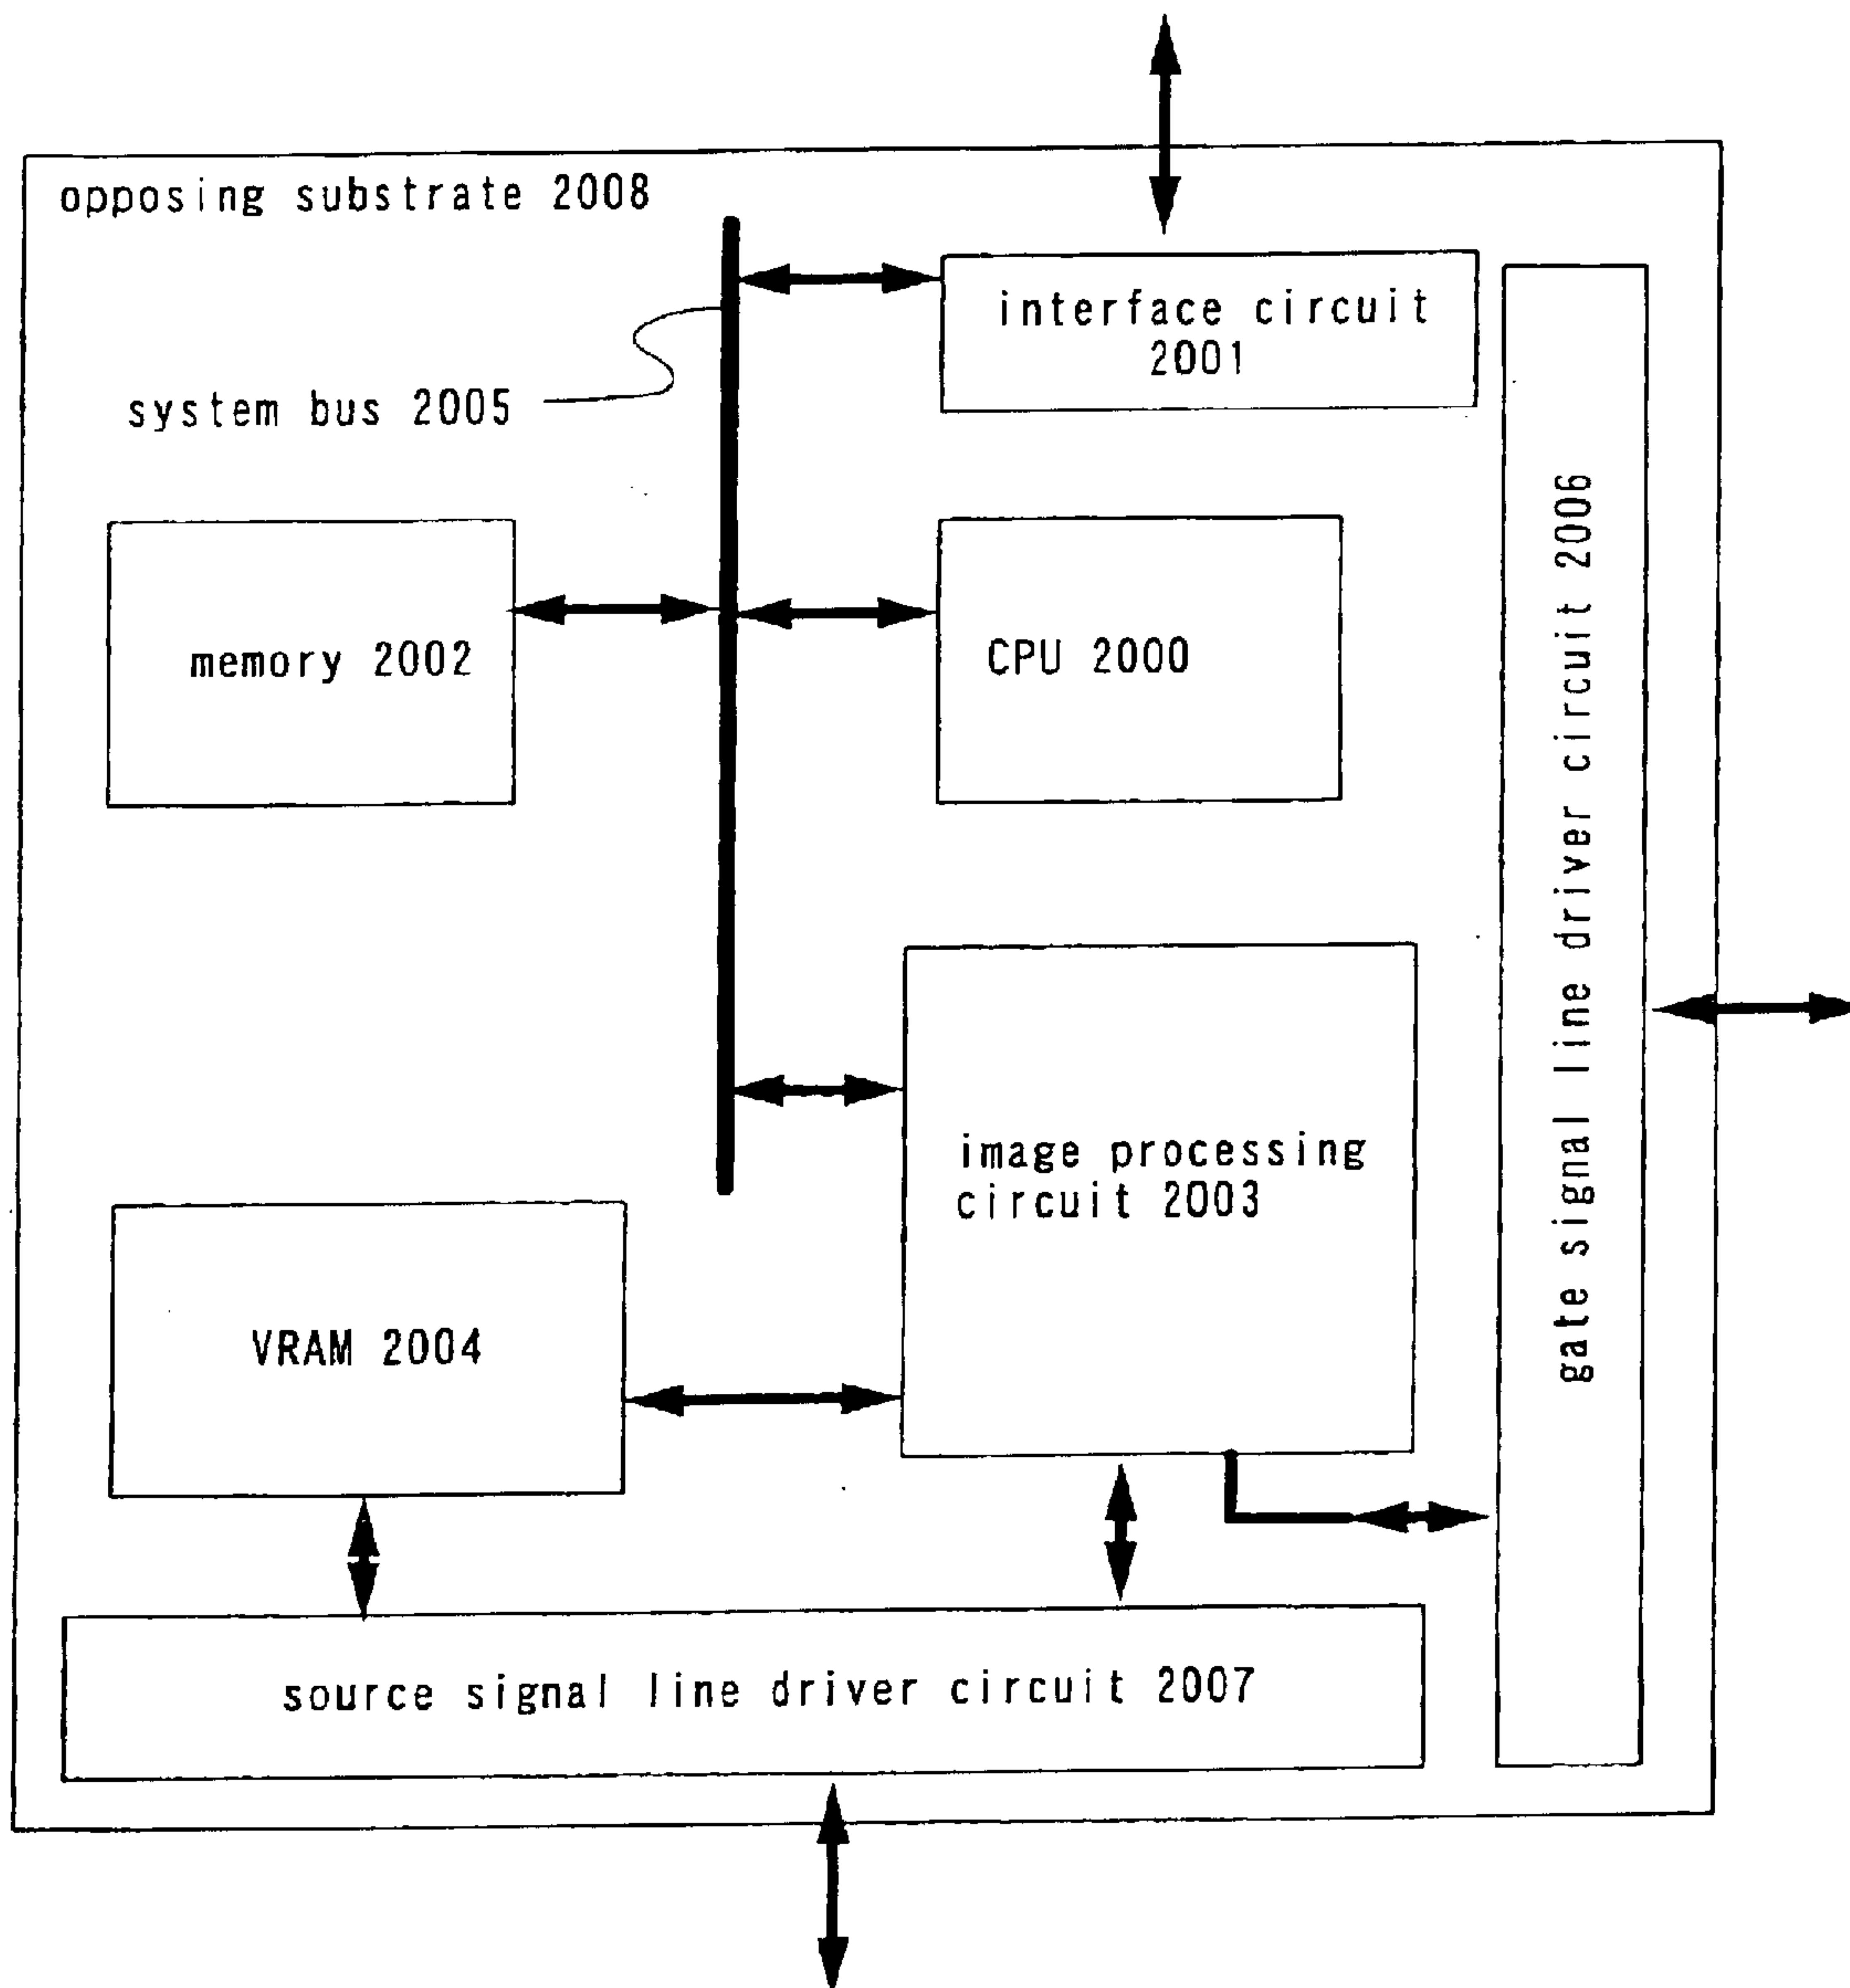 opposing substrate 2008
interface circuit
2001
system bus 2005
memory 2002
CPU 2000
gate signal line driver circuit 2006
image processing
circuit 2003
VRAM 2004
source signal line driver circuit 2007